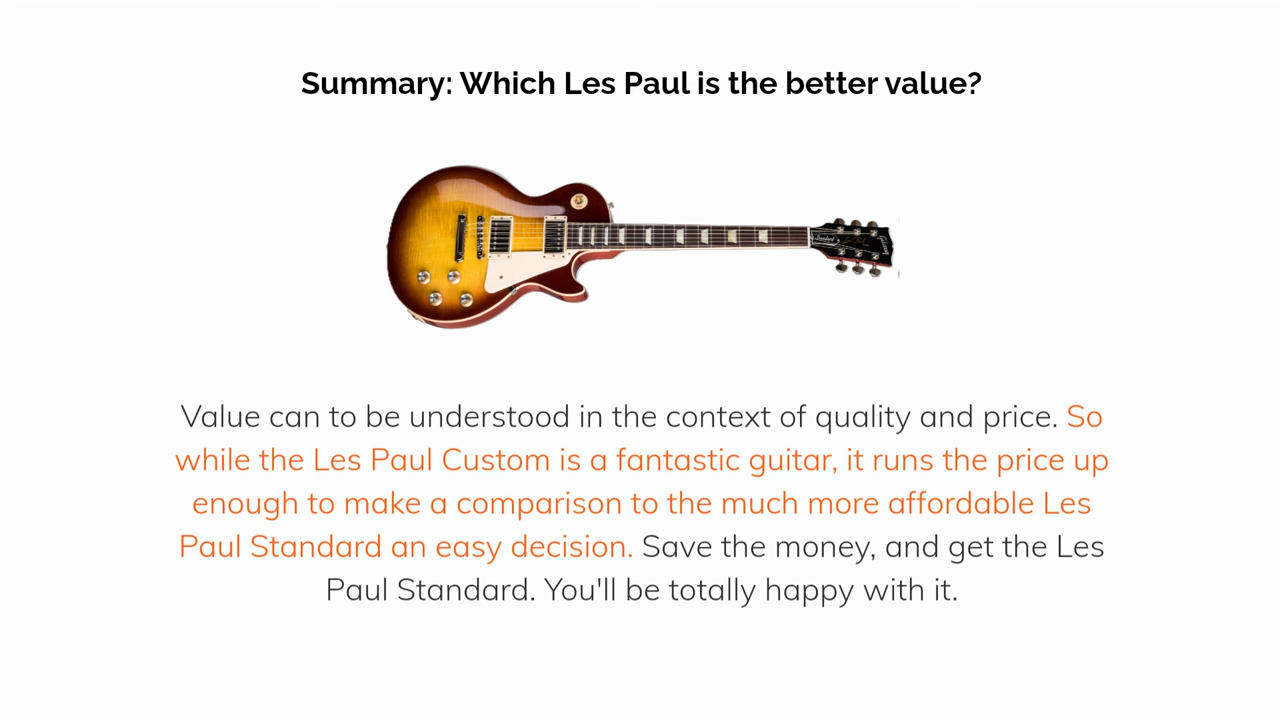 Summary: Which Les Paul is the better value?
Value can to be understood in the context of quality and price. So
while the Les Paul Custom is a fantastic guitar, it runs the price up
enough to make a comparison to the much more affordable Les
Paul Standard an easy decision. Save the money, and get the Les
Paul Standard. You'll be totally happy with it.